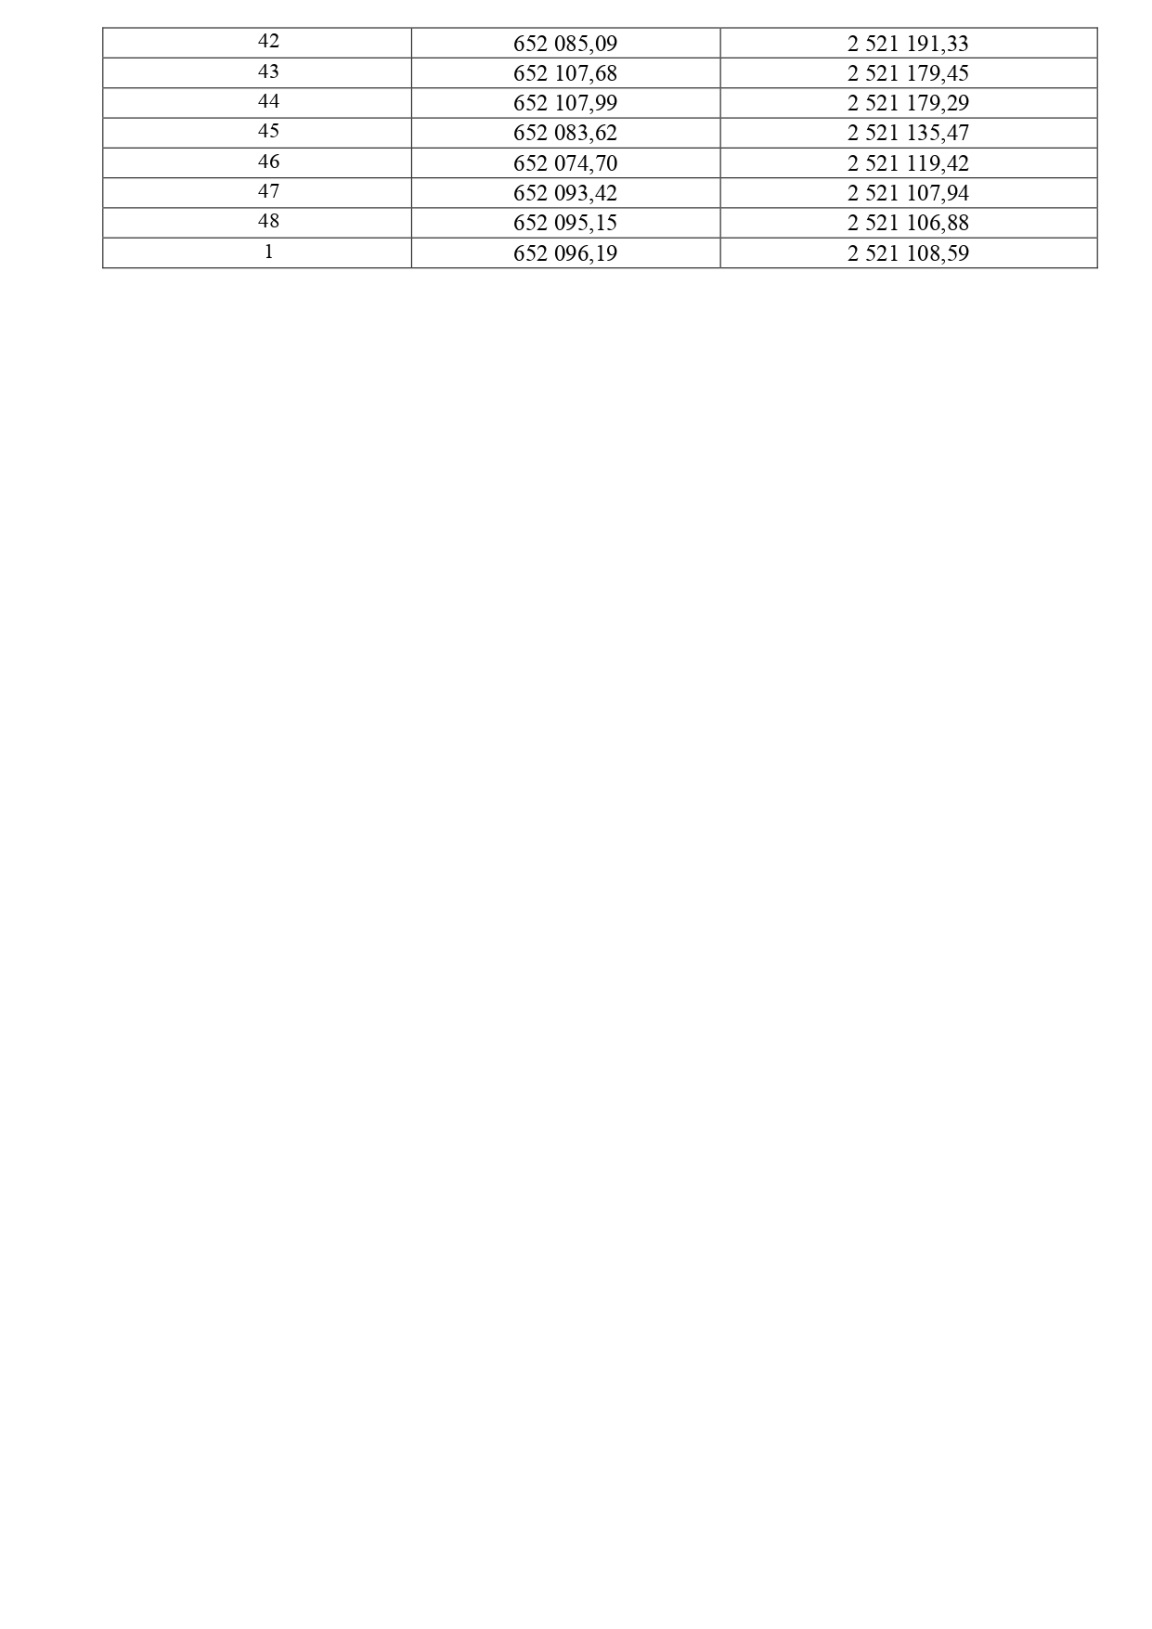 42 652 085,09 2 521 191,33
43 652 107,68 2 521 179,45
44 652 107,99 2 521 179,29
45 652 083,62 2 521 135,47
46 652 074,70 2 521 119,42
47 652 093,42 2 521 107,94
48 652 095,15 2 521 106,88
1 652 096,19 2 521 108,59